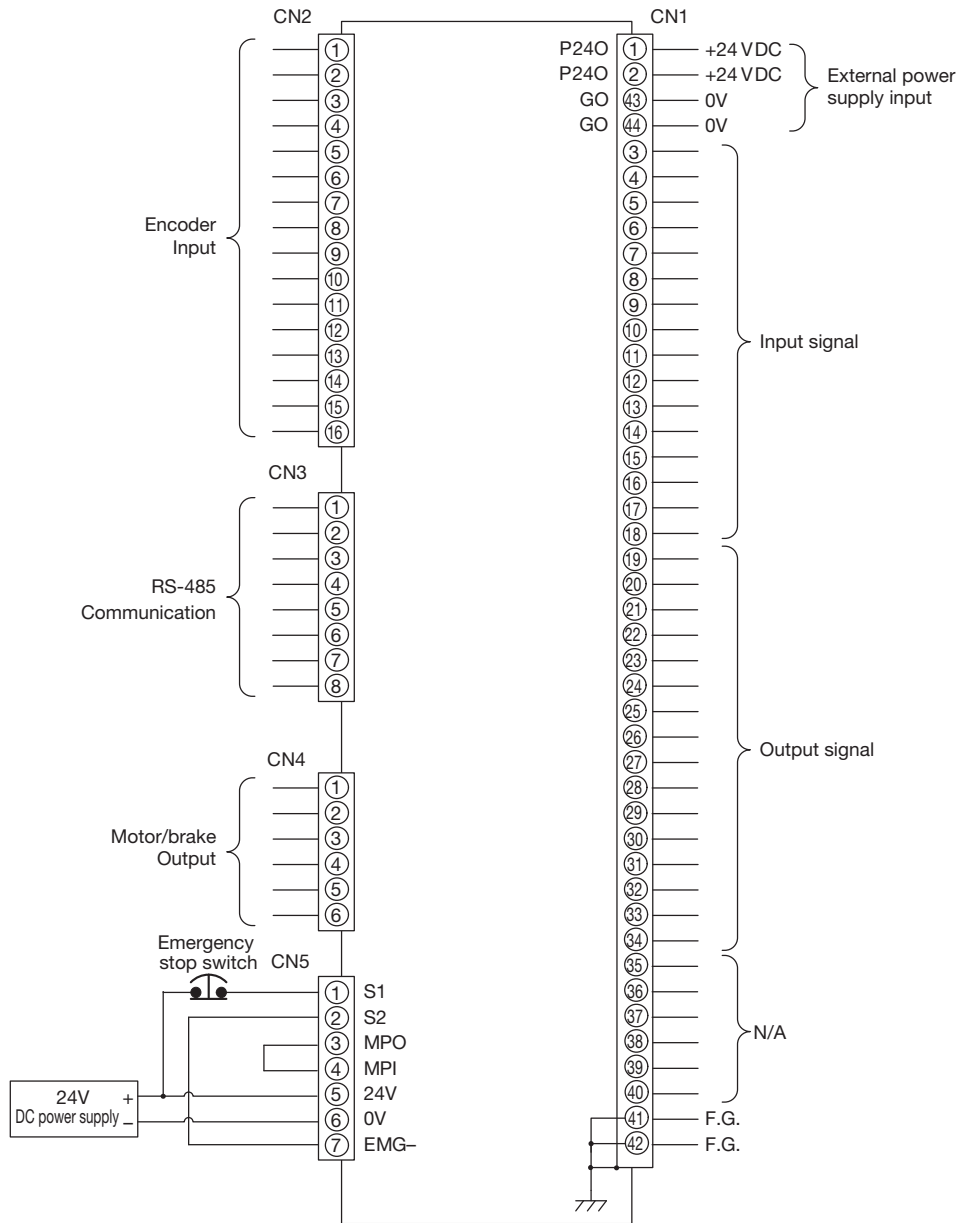 CN2
①
②
③
④
⑤
⑥
⑦
⑧
⑨
⑩
⑪
⑫
⑬
⑭
⑮
⑯
Encoder
Input
CN3
①
②
③
④
⑤
⑥
⑦
⑧
RS-485
Communication
CN4
①
②
③
④
⑤
⑥
Motor/brake
Output
Emergency
stop switch
CN5
① S1
② S2
③ MPO
④ MPI
⑤ 24V
⑥ 0V
⑦ EMG–
24V +
DC power supply –
CN1
P24O ① +24 VDC
P24O ② +24 VDC
GO ㊸ 0V
GO ㊹ 0V
External power
supply input
③
④
⑤
⑥
⑦
⑧
⑨
⑩
⑪
⑫
⑬
⑭
⑮
⑯
⑰
⑱
Input signal
⑲
⑳
㉑
㉒
㉓
㉔
㉕
㉖
㉗
㉘
㉙
㉚
㉛
㉜
㉝
㉞
Output signal
㉟
㊱
㊲
㊳
㊴
㊵
N/A
㊶ F.G.
㊷ F.G.